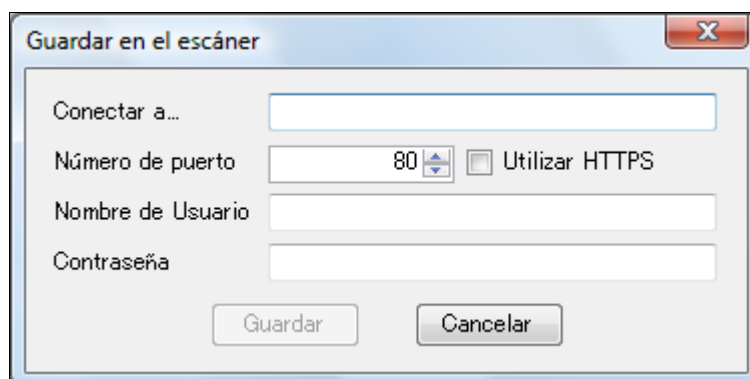 Guardar en el escáner
Conectar a...
Número de puerto 80 Utilizar HTTPS
Nombre de Usuario
Contraseña
Guardar Cancelar